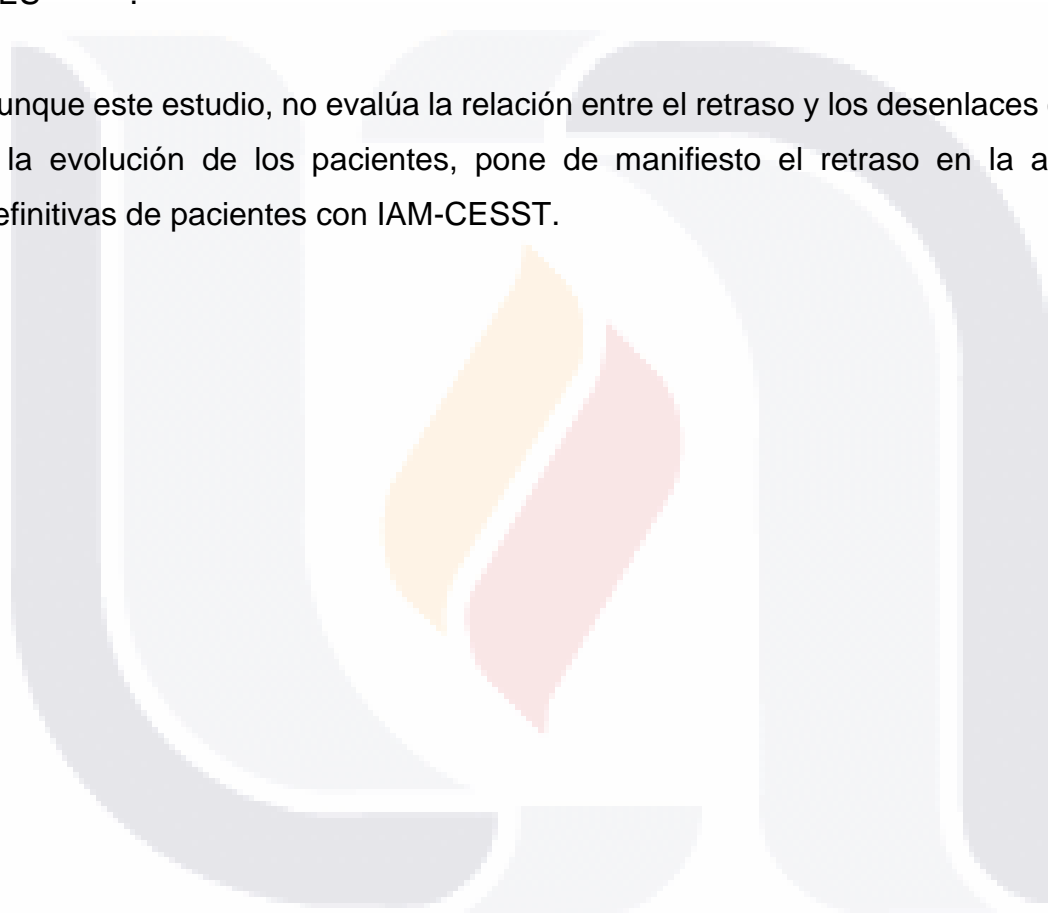 unque este estudio, no evalúa la relación entre el retraso y los desenlaces
la evolución de los pacientes, pone de manifiesto el retraso en la a
efinitivas de pacientes con IAM-CESST.